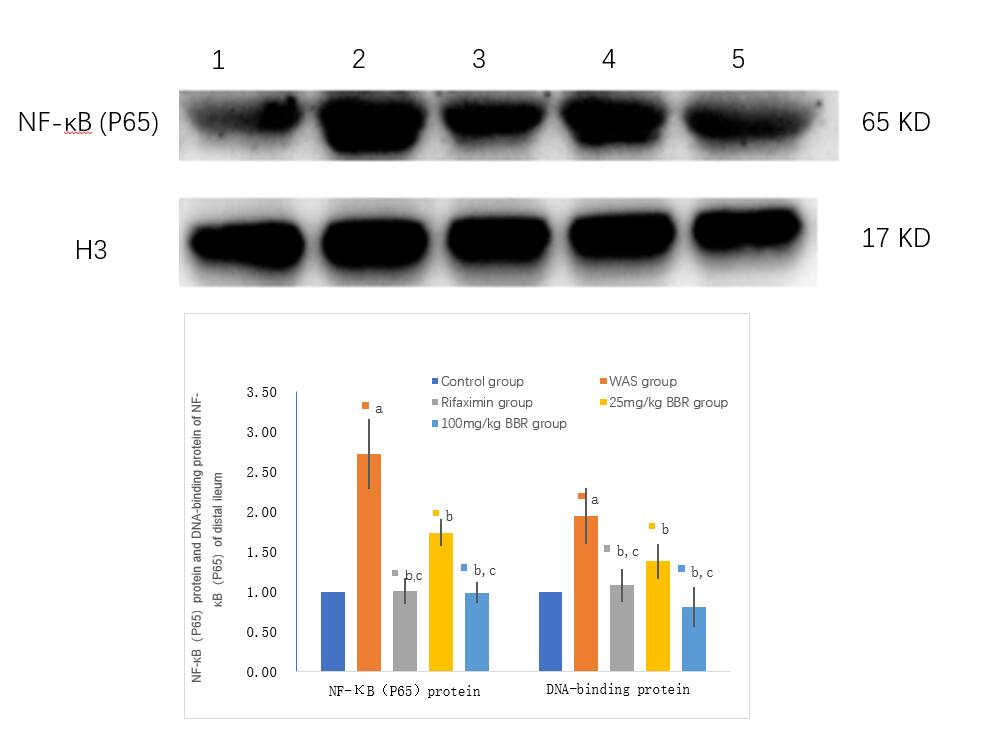 1 2 3 4 5
NF-κB (P65) 65 KD
H3 17 KD
Control group WAS group
Rifaximin group 25mg/kg BBR group
100mg/kg BBR group
NF-κB（P65）protein and DNA-binding protein of NF-
κB（P65）of distal ileum
3.50
3.00
2.50
2.00
1.50
1.00
0.50
0.00
a
b,c
b
b, c
a
b, c
b
b, c
NF-ＫB（P65）protein DNA-binding protein